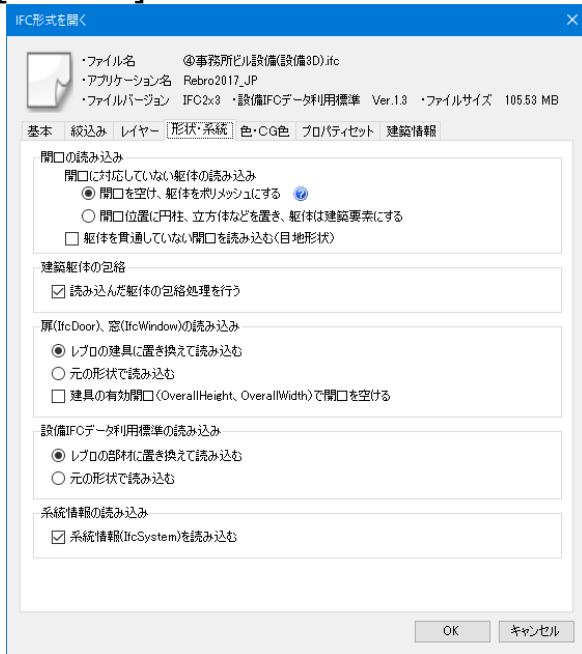 IFC形式を開く
・ファイル名 ④事務所ビル設備(設備3D).ifc
・アプリケーション名 Rebro2017_JP
・ファイルバージョン IFC2x3 ・設備IFCデータ利用標準 Ver.1.3 ・ファイルサイズ 105.53 MB
基本 絞込み レイヤー 形状・系統 色・CG色 プロパティセット 建築情報
開口の読み込み
開口に対応していない躯体の読み込み
開口を空け、躯体をポリメッシュにする
開口位置に円柱、立方体などを置き、躯体は建築要素にする
躯体を貫通していない開口を読み込む(目地形状)
建築躯体の包絡
読み込んだ躯体の包絡処理を行う
扉(IfcDoor)、窓(IfcWindow)の読み込み
レブロの建具に置き換えて読み込む
元の形状で読み込む
建具の有効開口(OverallHeight、OverallWidth)で開口を空ける
設備IFCデータ利用標準の読み込み
レブロの部材に置き換えて読み込む
元の形状で読み込む
系統情報の読み込み
系統情報(IfcSystem)を読み込む
OK キャンセル